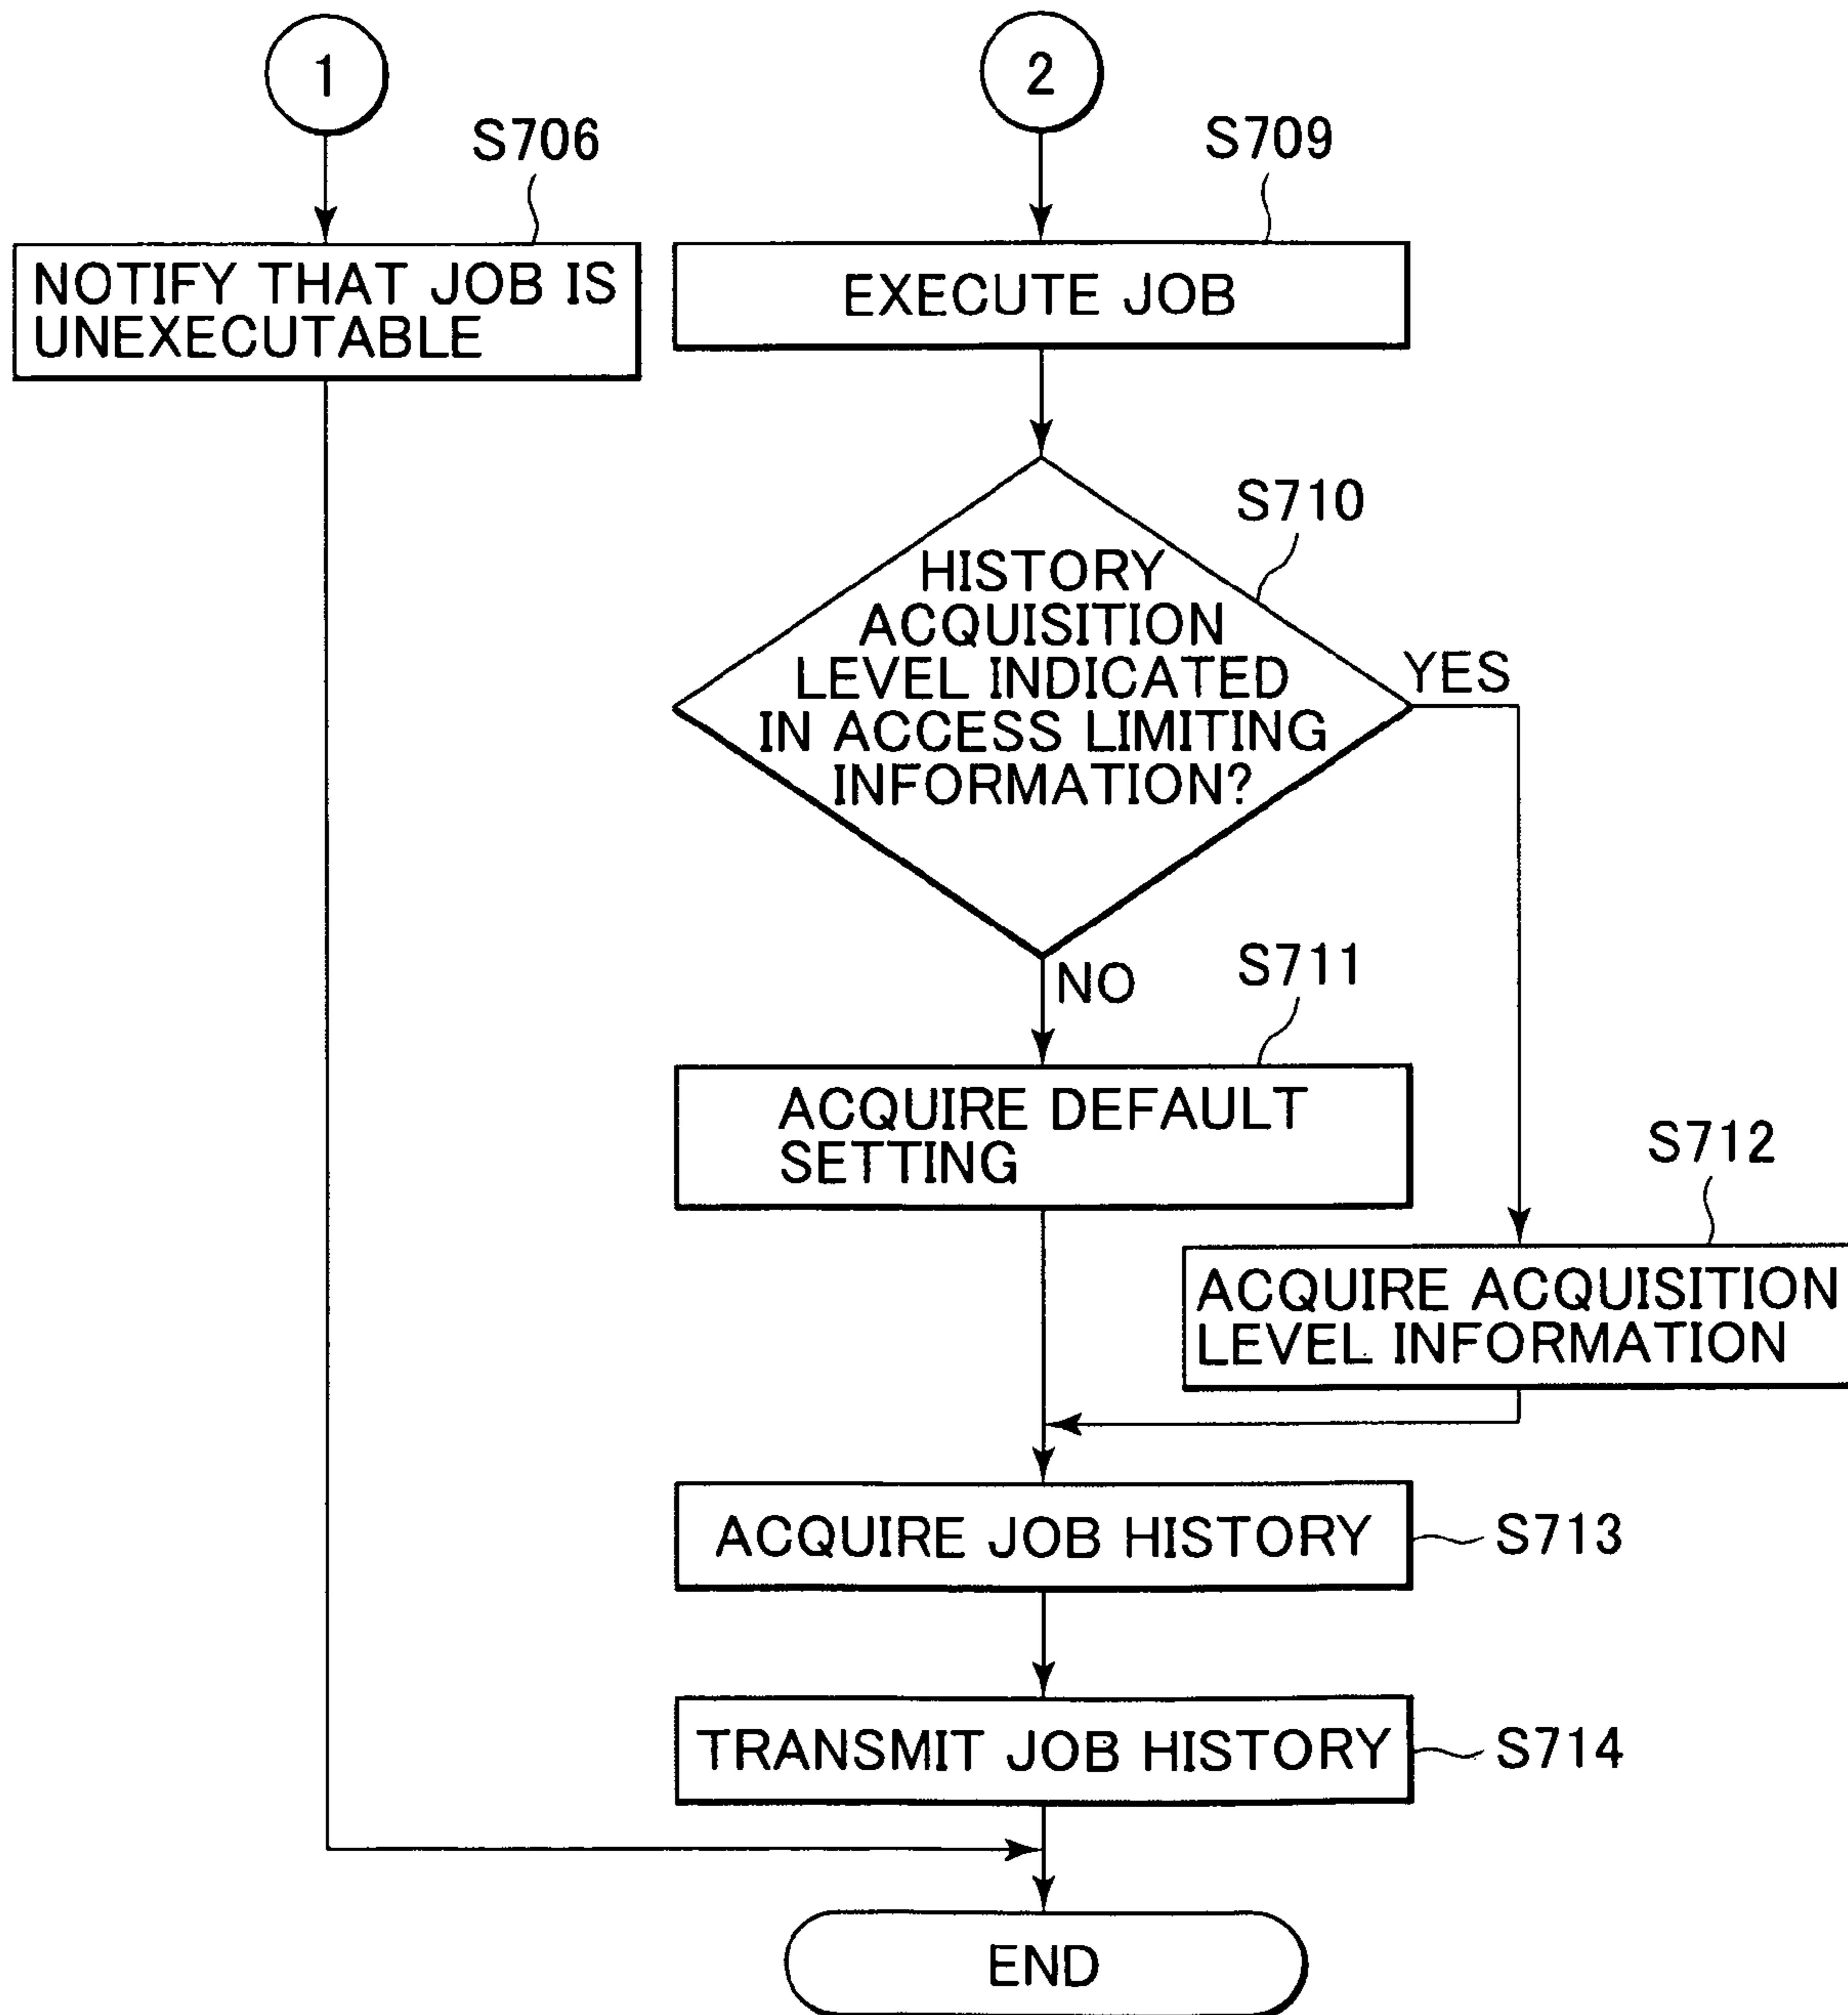 1
2
S706
S709
NOTIFY THAT JOB IS
UNEXECUTABLE
EXECUTE JOB
S710
HISTORY
ACQUISITION
LEVEL INDICATED
IN ACCESS LIMITING
INFORMATION?
YES
NO
S711
ACQUIRE DEFAULT
SETTING
S712
ACQUIRE ACQUISITION
LEVEL INFORMATION
ACQUIRE JOB HISTORY
S713
TRANSMIT JOB HISTORY
S714
END